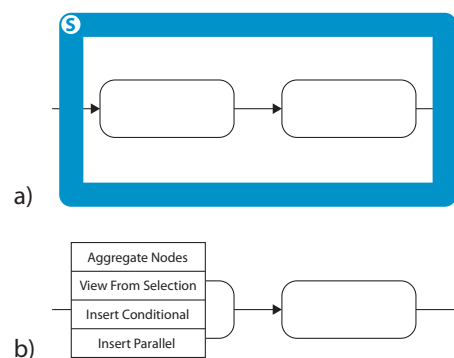 S
a)
Aggregate Nodes
View From Selection
Insert Conditional
Insert Parallel
b)